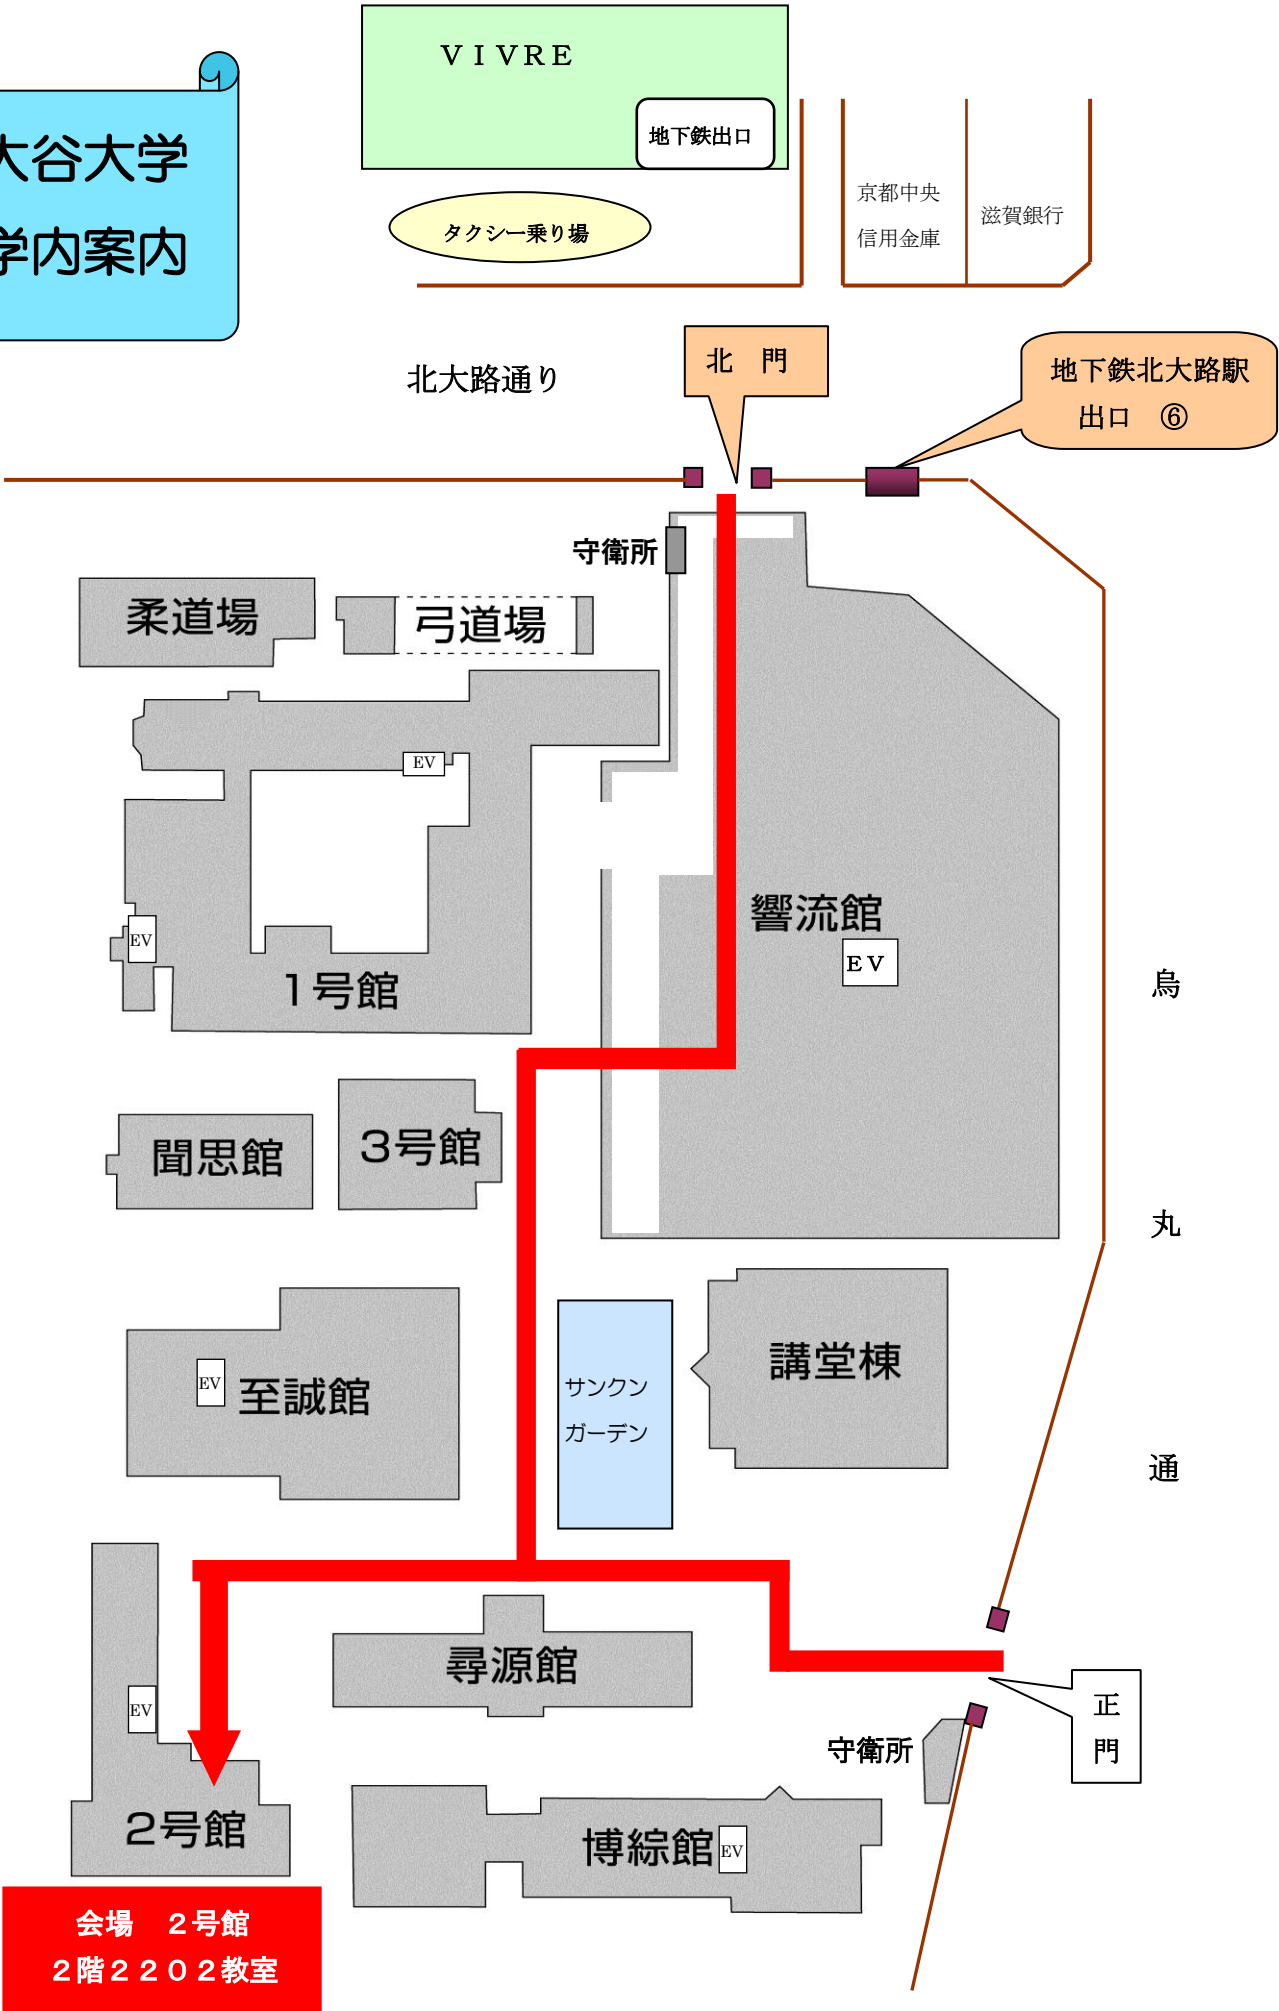 ＶＩＶＲＥ
地下鉄出口
大谷大学
学内案内
タクシー乗り場
京都中央
信用金庫
滋賀銀行
北大路通り
北　門
地下鉄北大路駅
出口　⑥
守衛所
柔道場
弓道場
EV
響流館
ＥＶ
EV
1号館
烏
丸
通
聞思館
3号館
講堂棟
サンクン
ガーデン
EV
至誠館
尋源館
EV
正
門
守衛所
2号館
博綜館
EV
会場　２号館
２階２２０２教室